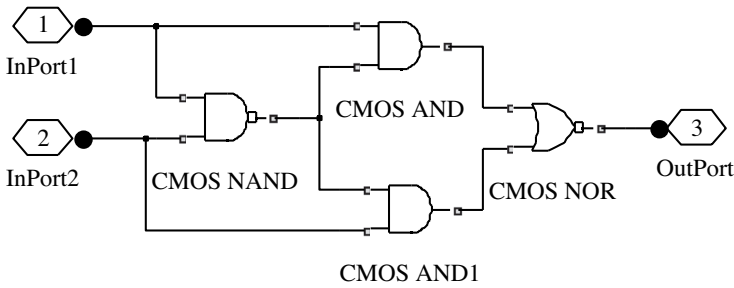 1
InPort1
CMOS AND
2
InPort2
CMOS NAND
3
OutPort
CMOS NOR
CMOS AND1